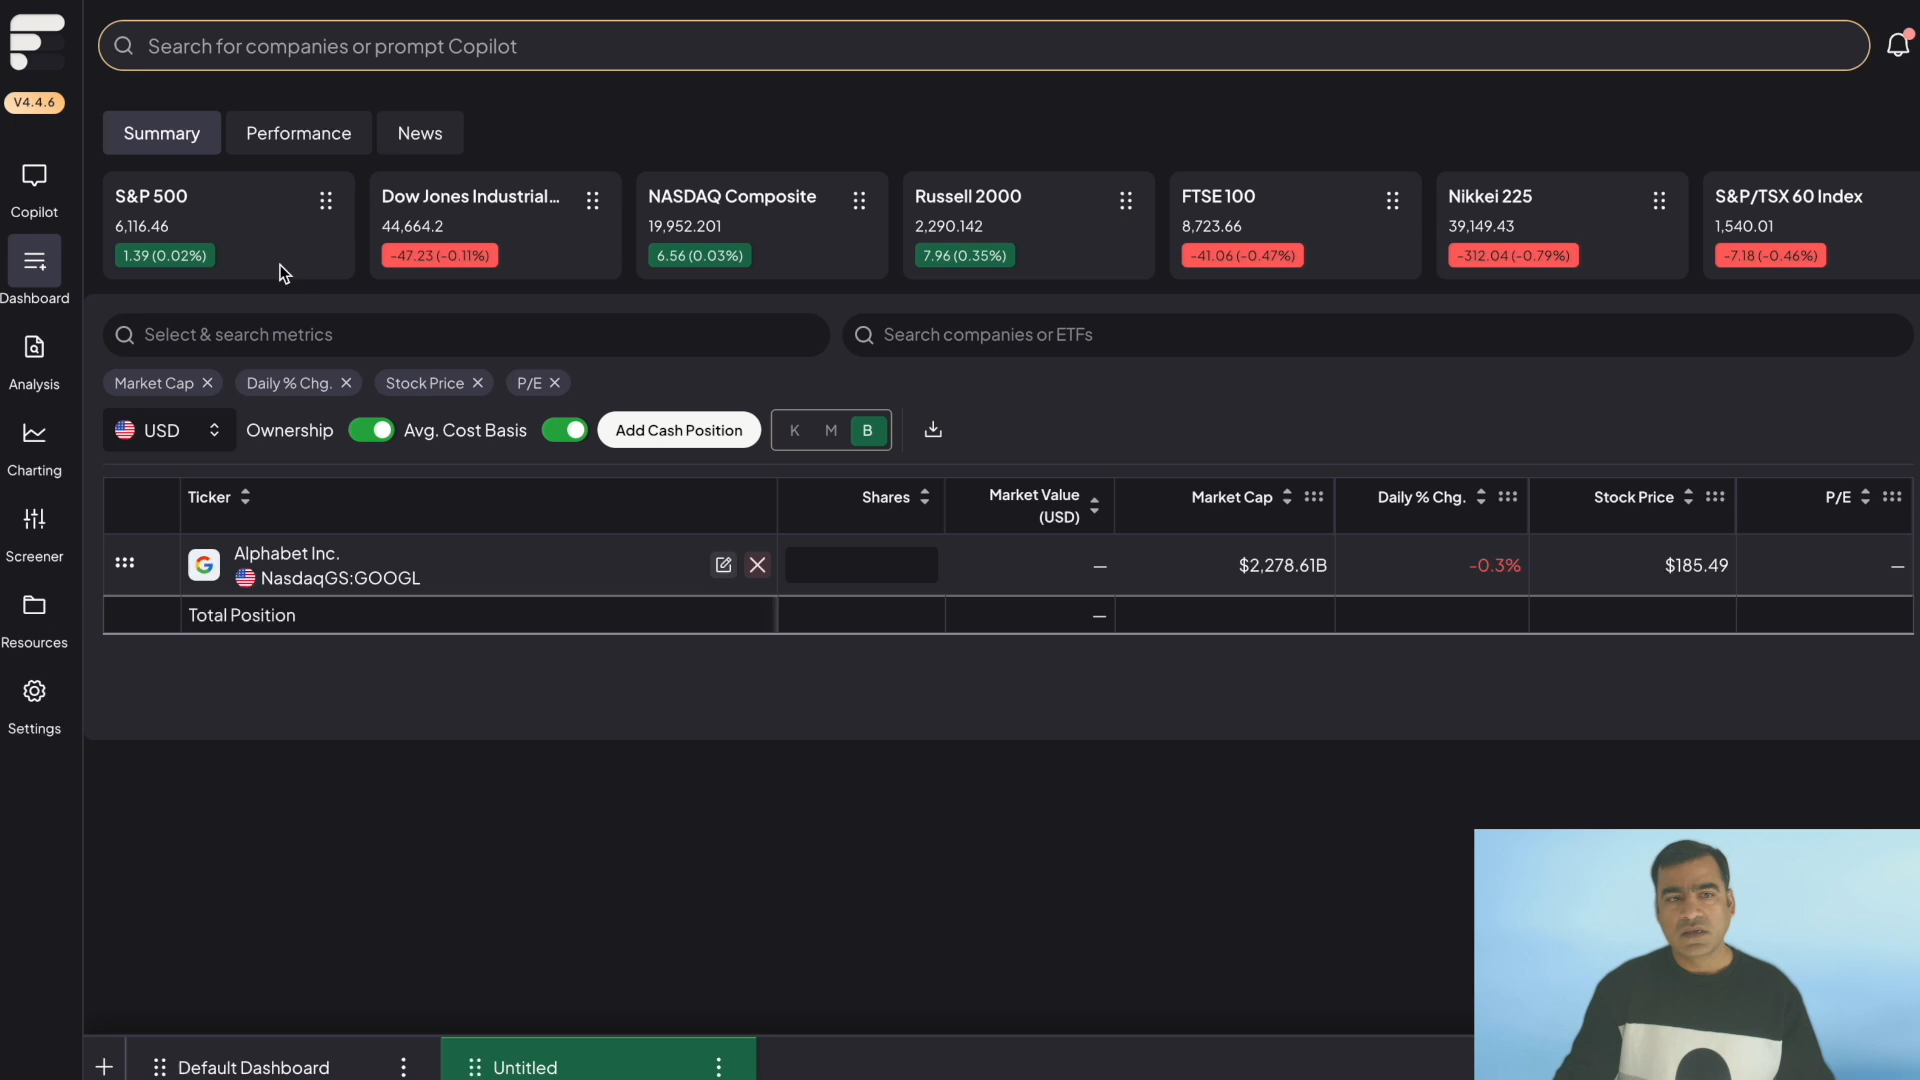 Search for companies or prompt Copilot
V4.4.6
Summary
Performance
News
S&P 500
6,116.46
1.39 (0.02%)
Dow Jones Industrial...
44,664.2
-47.23 (-0.11%)
NASDAQ Composite
19,952.201
6.56 (0.03%)
Russell 2000
2,290.142
7.96 (0.35%)
FTSE 100
8,723.66
-41.06 (-0.47%)
Nikkei 225
39,149.43
-312.04 (-0.79%)
S&P/TSX 60 Index
1,540.01
-7.18 (-0.46%)
Copilot
Dashboard
Analysis
Charting
Screener
Resources
Settings
Select & search metrics
Search companies or ETFs
Market Cap
Daily % Chg.
Stock Price
P/E
USD
Ownership
Avg. Cost Basis
Add Cash Position
K M B
Ticker
Shares
Market Value
(USD)
Market Cap
Daily % Chg.
Stock Price
P/E
Alphabet Inc.
NasdaqGS:GOOGL
—
$2,278.61B
-0.3%
$185.49
—
Total Position
—
Default Dashboard
Untitled